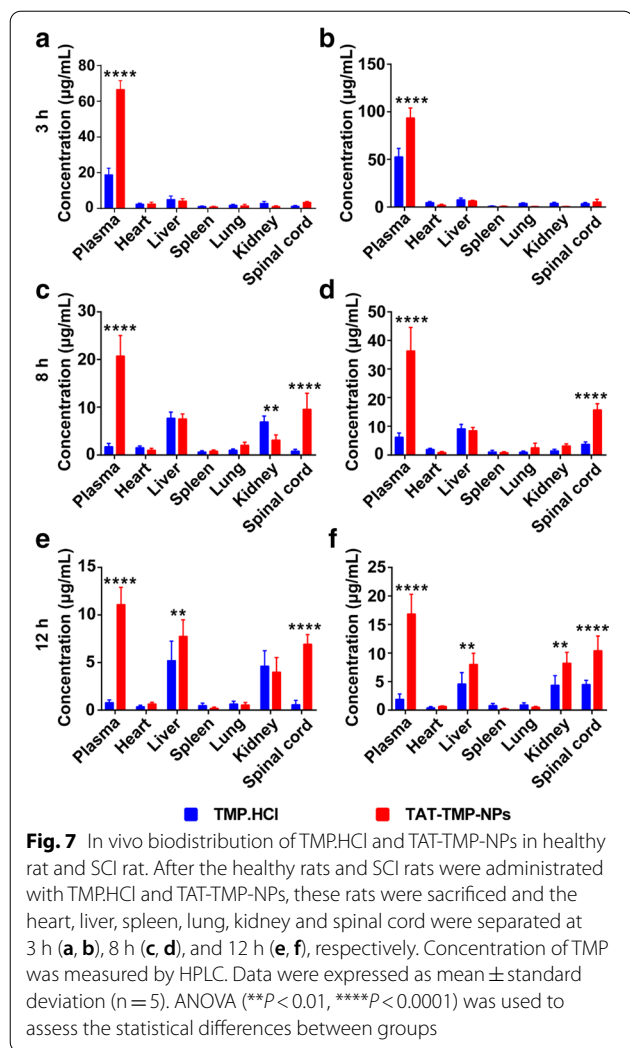 a
b
3 h
Concentration (µg/mL)
80
60
40
20
0
****
Plasma
Heart
Liver
Spleen
Lung
Kidney
Spinal cord
Concentration (µg/mL)
150
100
50
0
****
Plasma
Heart
Liver
Spleen
Lung
Kidney
Spinal cord
c
d
8 h
Concentration (µg/mL)
30
20
10
0
****
**
****
Plasma
Heart
Liver
Spleen
Lung
Kidney
Spinal cord
Concentration (µg/mL)
50
40
30
20
10
0
****
****
Plasma
Heart
Liver
Spleen
Lung
Kidney
Spinal cord
e
f
12 h
Concentration (µg/mL)
15
10
5
0
****
**
****
Plasma
Heart
Liver
Spleen
Lung
Kidney
Spinal cord
Concentration (µg/mL)
25
20
15
10
5
0
****
**
**
****
Plasma
Heart
Liver
Spleen
Lung
Kidney
Spinal cord
TMP.HCl TAT-TMP-NPs
Fig. 7 In vivo biodistribution of TMP.HCl and TAT-TMP-NPs in healthy
rat and SCI rat. After the healthy rats and SCI rats were administrated
with TMP.HCl and TAT-TMP-NPs, these rats were sacrificed and the
heart, liver, spleen, lung, kidney and spinal cord were separated at
3 h (a, b), 8 h (c, d), and 12 h (e, f), respectively. Concentration of TMP
was measured by HPLC. Data were expressed as mean ± standard
deviation (n = 5). ANOVA (**P < 0.01, ****P < 0.0001) was used to
assess the statistical differences between groups